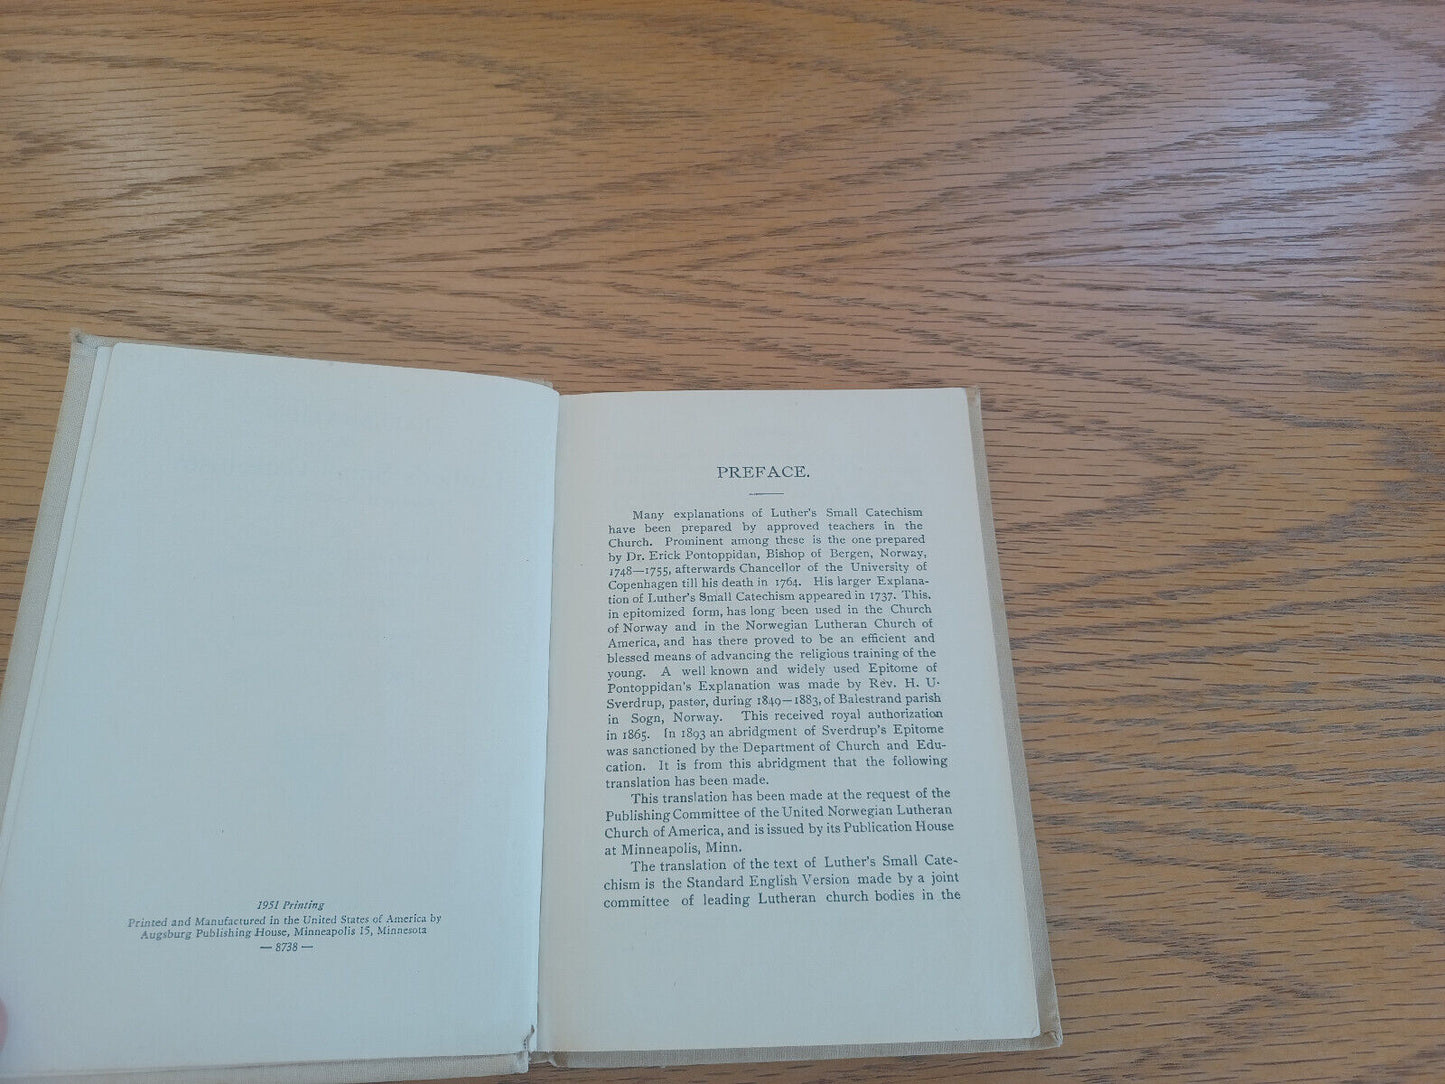 1951 Printing
Printed and Manufactured in the United States of America by
Augsburg Publishing House, Minneapolis 15, Minnesota
— 8738 —
PREFACE.
Many explanations of Luther's Small Catechism
have been prepared by approved teachers in the
Church. Prominent among these is the one prepared
by Dr. Erick Pontoppidan, Bishop of Bergen, Norway,
1748—1755, afterwards Chancellor of the University of
Copenhagen till his death in 1764. His larger Explana-
tion of Luther's Small Catechism appeared in 1737. This,
in epitomized form, has long been used in the Church
of Norway and in the Norwegian Lutheran Church of
America, and has there proved to be an efficient and
blessed means of advancing the religious training of the
young. A well known and widely used Epitome of
Pontoppidan's Explanation was made by Rev. H. U.
Sverdrup, pastor, during 1849—1883, of Balestrand parish
in Sogn, Norway. This received royal authorization
in 1865. In 1893 an abridgment of Sverdrup's Epitome
was sanctioned by the Department of Church and Edu-
cation. It is from this abridgment that the following
translation has been made.
This translation has been made at the request of the
Publishing Committee of the United Norwegian Lutheran
Church of America, and is issued by its Publication House
at Minneapolis, Minn.
The translation of the text of Luther's Small Cate-
chism is the Standard English Version made by a joint
committee of leading Lutheran church bodies in the